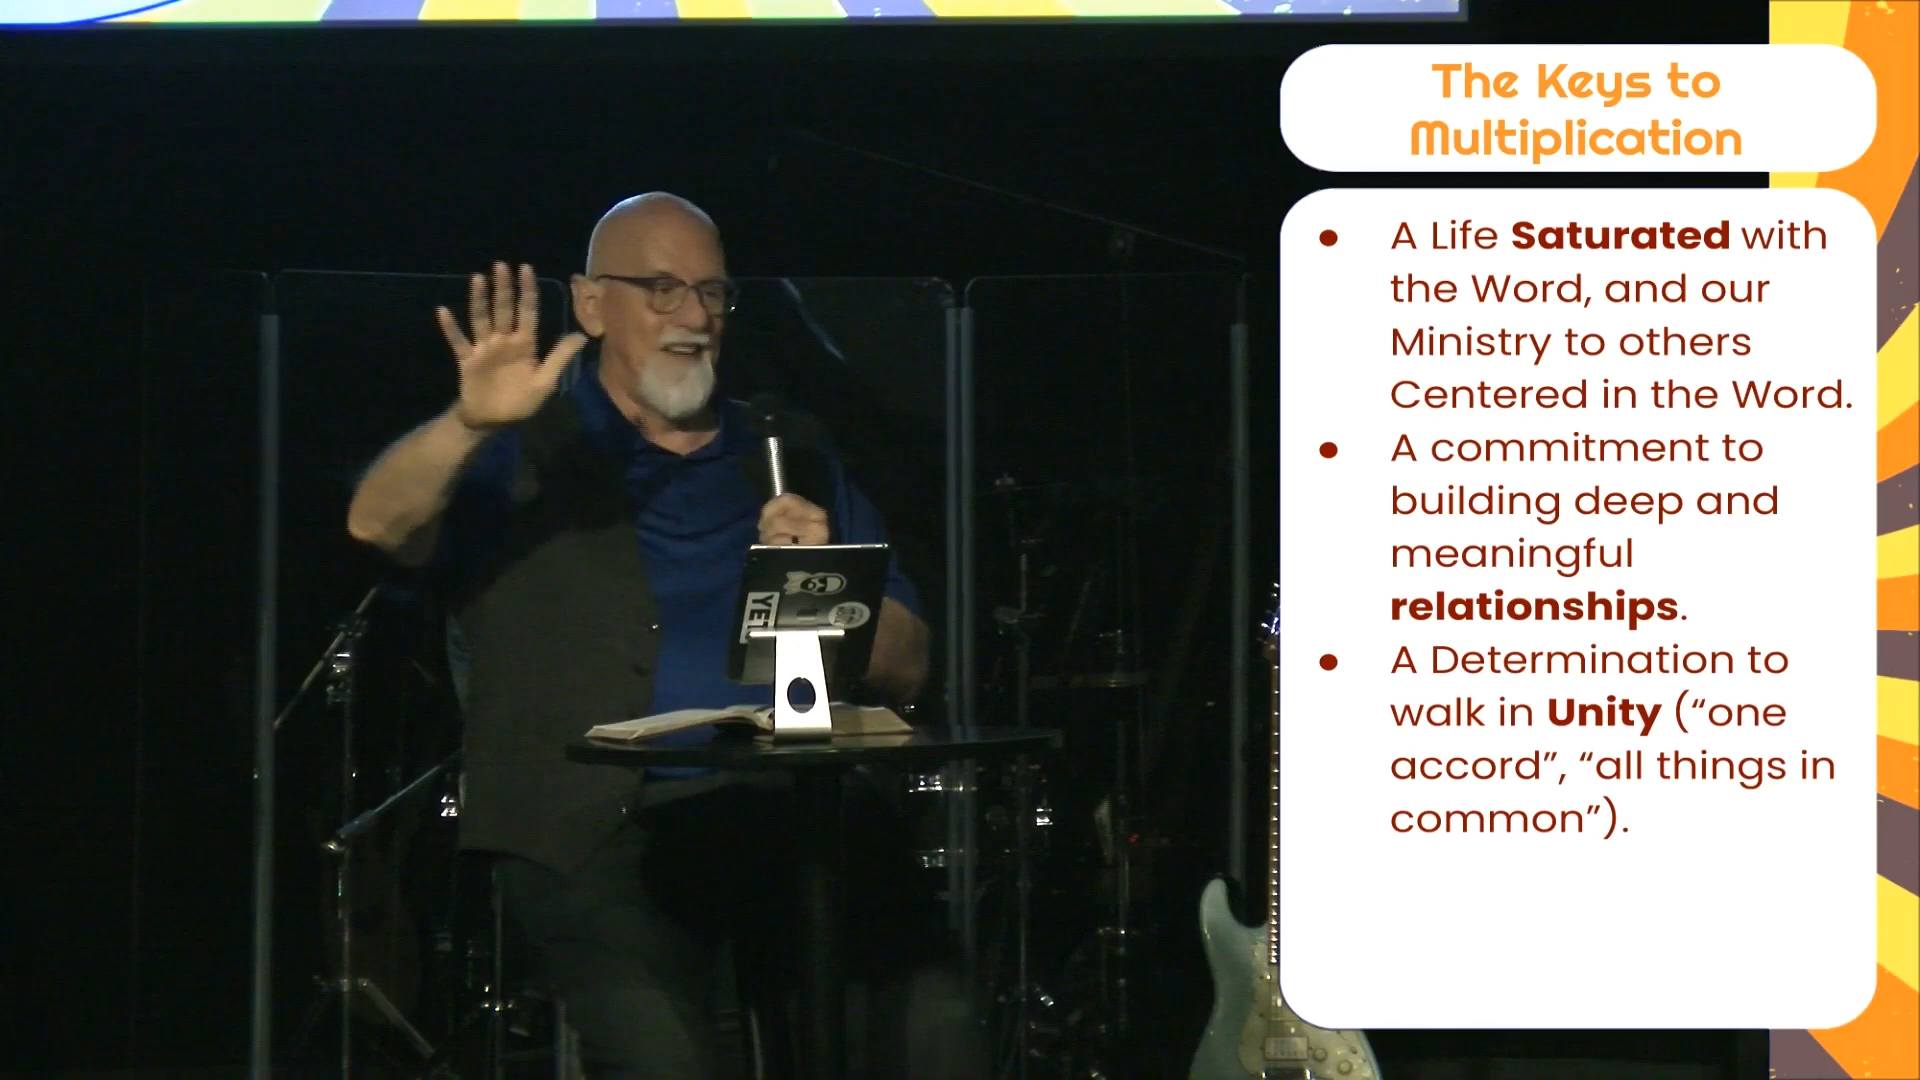 The Keys to
Multiplication
● A Life Saturated with
the Word, and our
Ministry to others
Centered in the Word.
● A commitment to
building deep and
meaningful
relationships.
● A Determination to
walk in Unity (“one
accord”, “all things in
common”).
YETI